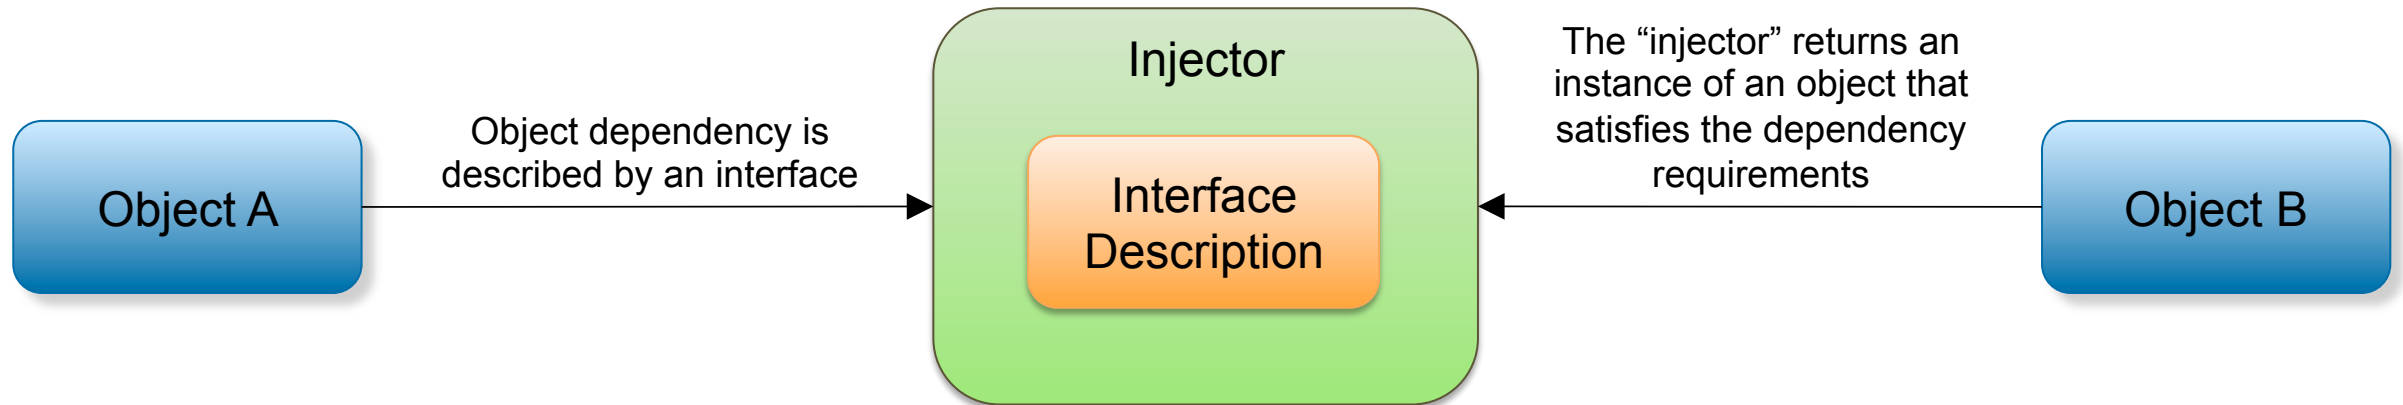 Object A
Object dependency is
described by an interface
Injector
Interface
Description
The “injector” returns an
instance of an object that
satisfies the dependency
requirements
Object B